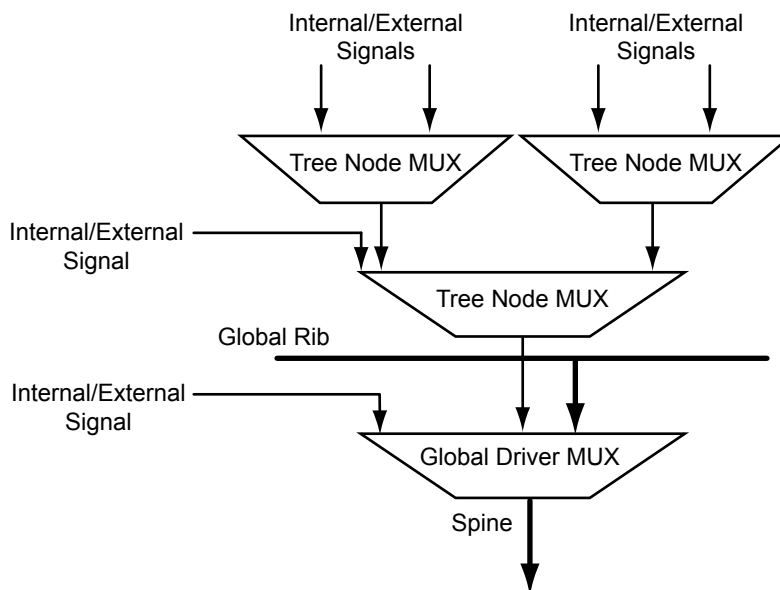 Internal/External
Signals
Internal/External
Signals
Tree Node MUX
Tree Node MUX
Internal/External
Signal
Tree Node MUX
Global Rib
Internal/External
Signal
Global Driver MUX
Spine